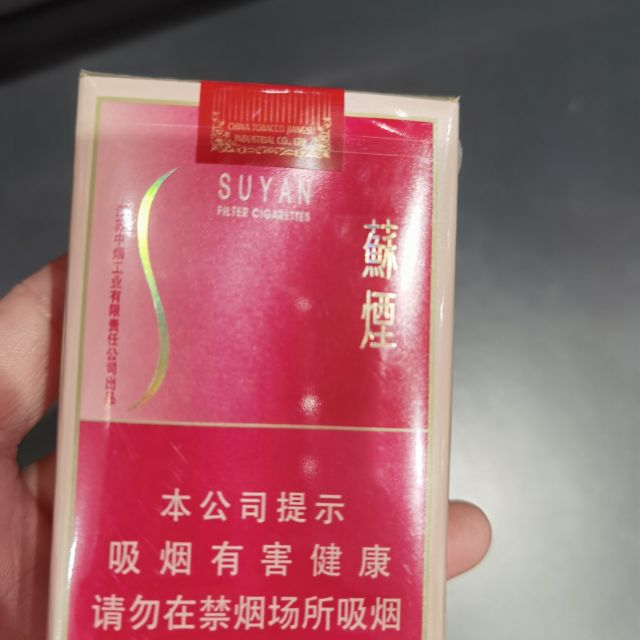 CHINA TOBACCO JIANGSU
INDUSTRIAL CO., LTD.
SUYAN
FILTER CIGARETTES
蘇煙
江苏中烟工业有限责任公司出品
本公司提示
吸烟有害健康
请勿在禁烟场所吸烟